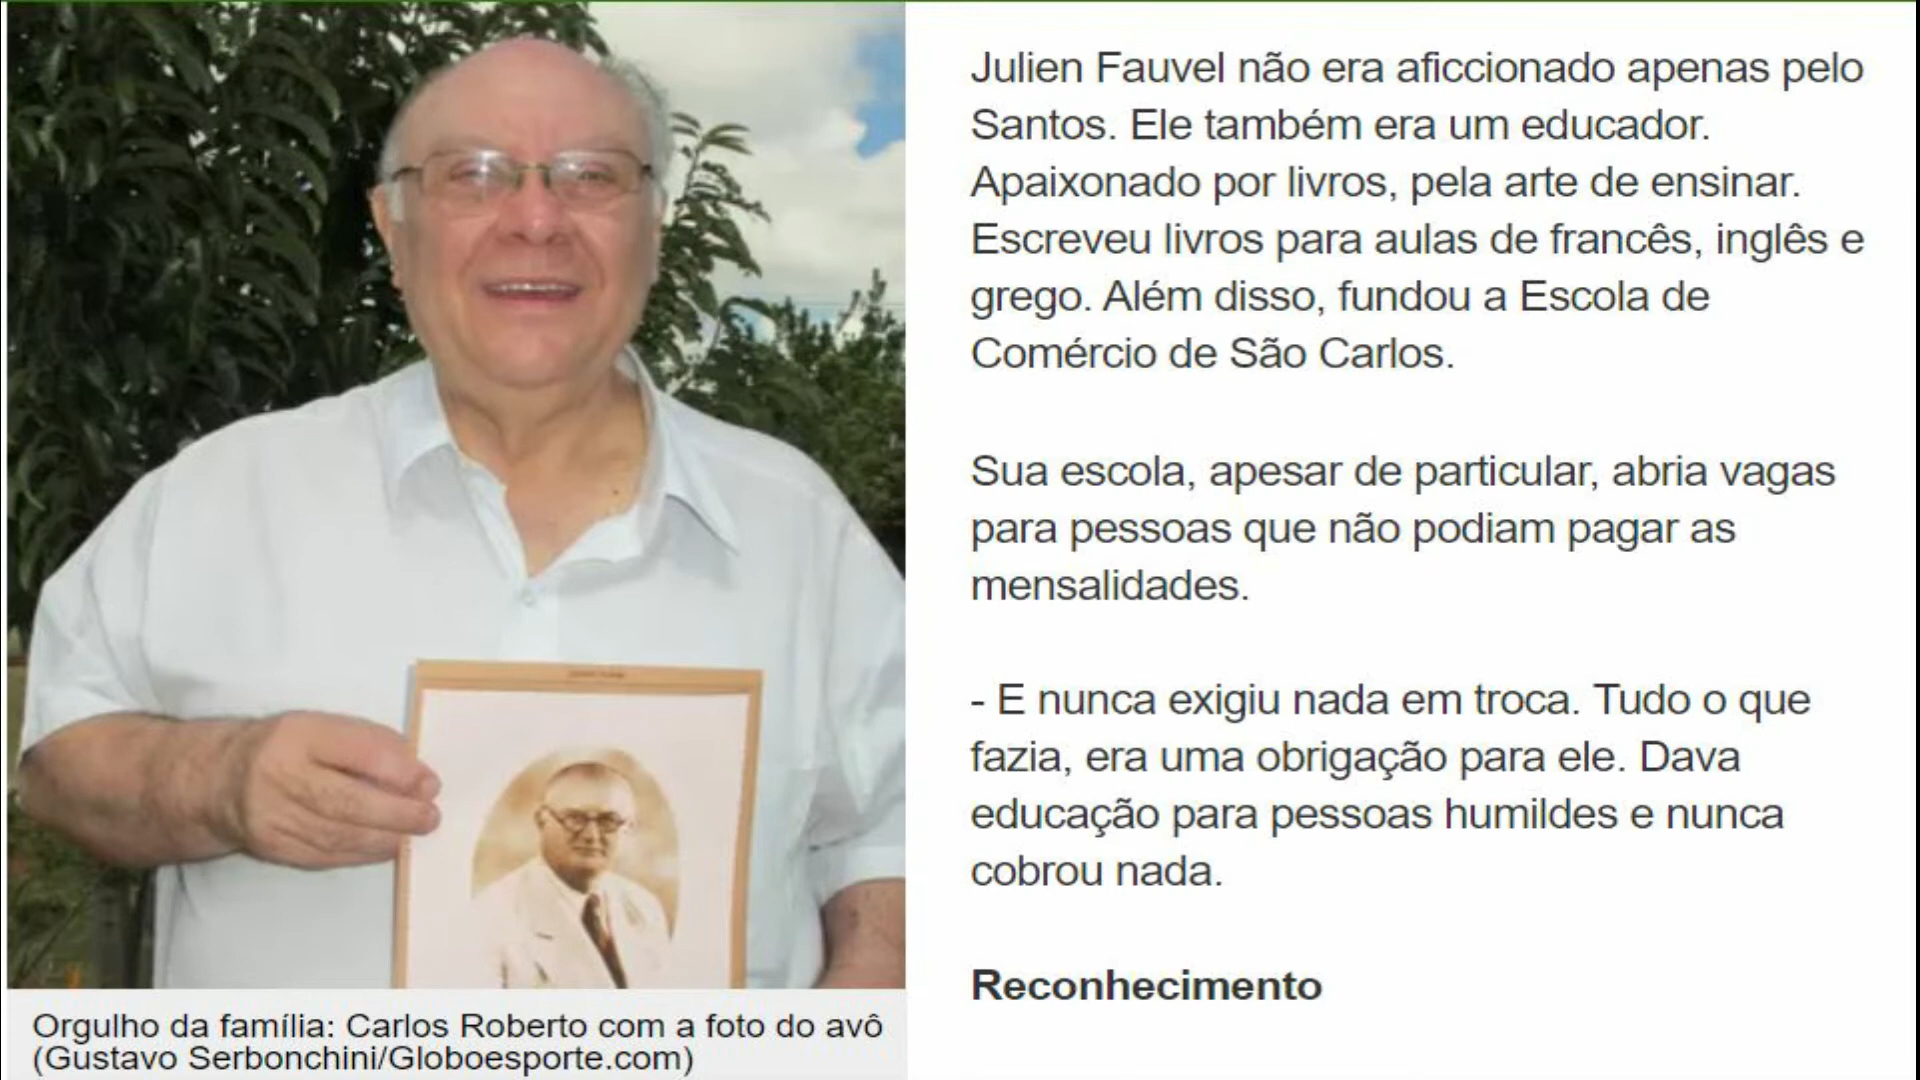 Julien Fauvel não era aficcionado apenas pelo
Santos. Ele também era um educador.
Apaixonado por livros, pela arte de ensinar.
Escreveu livros para aulas de francês, inglês e
grego. Além disso, fundou a Escola de
Comércio de São Carlos.
Sua escola, apesar de particular, abria vagas
para pessoas que não podiam pagar as
mensalidades.
- E nunca exigiu nada em troca. Tudo o que
fazia, era uma obrigação para ele. Dava
educação para pessoas humildes e nunca
cobrou nada.
Reconhecimento
Orgulho da família: Carlos Roberto com a foto do avô
(Gustavo Serbonchini/Globoesporte.com)